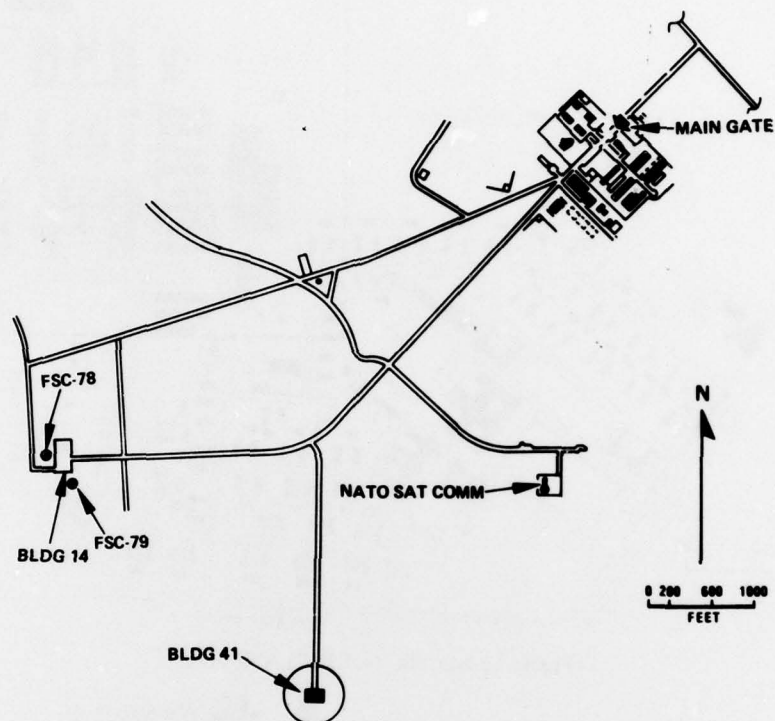 MAIN GATE
FSC-78
N
NATO SAT COMM
FSC-79
BLDG 14
0 200 600 1000
FEET
BLDG 41